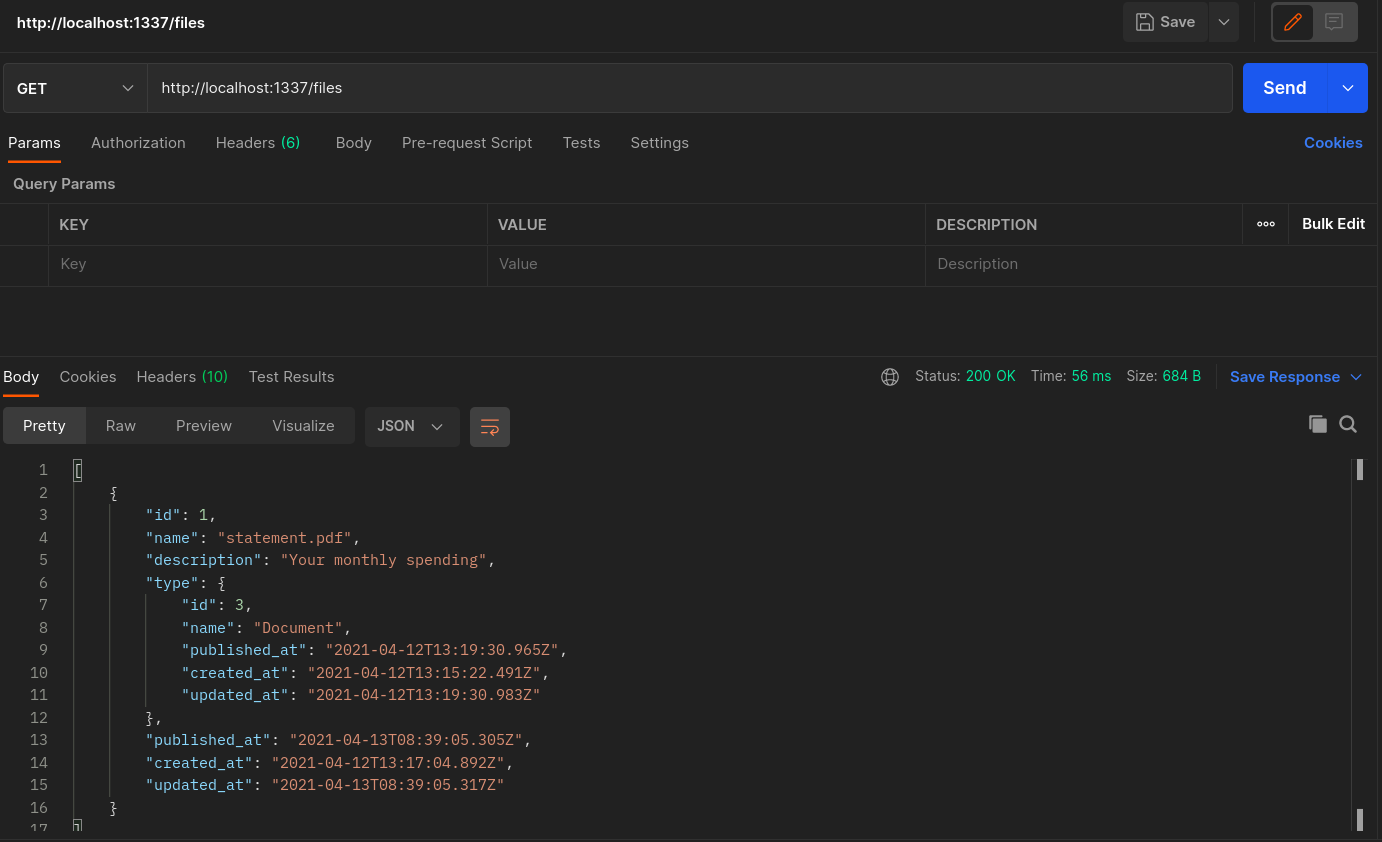 http://localhost:1337/files
Save
GET
http://localhost:1337/files
Send
Params Authorization Headers (6) Body Pre-request Script Tests Settings Cookies
Query Params
KEY VALUE DESCRIPTION Bulk Edit
Key Value Description
Body Cookies Headers (10) Test Results Status: 200 OK Time: 56 ms Size: 684 B Save Response
Pretty Raw Preview Visualize JSON
1 [
2 {
3 "id": 1,
4 "name": "statement.pdf",
5 "description": "Your monthly spending",
6 "type": {
7 "id": 3,
8 "name": "Document",
9 "published_at": "2021-04-12T13:19:30.965Z",
10 "created_at": "2021-04-12T13:15:22.491Z",
11 "updated_at": "2021-04-12T13:19:30.983Z"
12 },
13 "published_at": "2021-04-13T08:39:05.305Z",
14 "created_at": "2021-04-12T13:17:04.892Z",
15 "updated_at": "2021-04-13T08:39:05.317Z"
16 }
17 ]